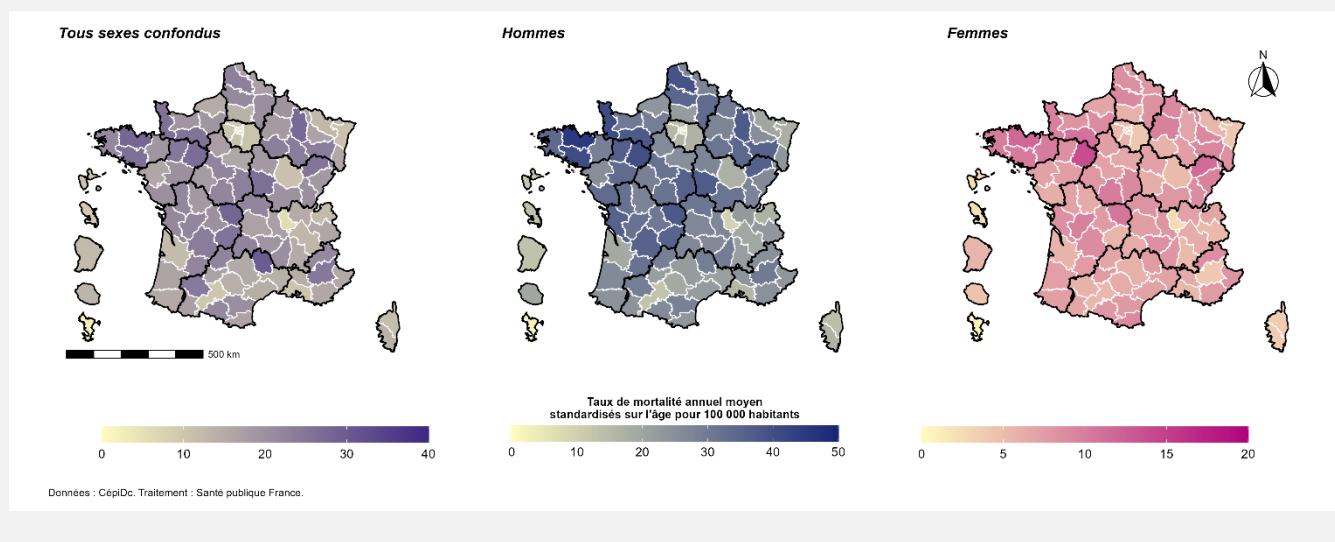 Tous sexes confondus
Hommes
Femmes
N
500 km
Taux de mortalité annuel moyen
standardisés sur l'âge pour 100 000 habitants
0 10 20 30 40
0 10 20 30 40 50
0 5 10 15 20
Données : CépiDc. Traitement : Santé publique France.